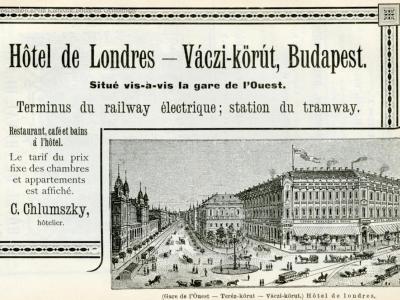 Hôtel de Londres — Váczi-körút, Budapest.
Situé vis-à-vis la gare de l'Ouest.
Terminus du railway électrique; station du tramway.
Restaurant, café et bains
à l'hôtel.
Le tarif du prix
fixe des chambres
et appartements
est affiché.
C. Chlumszky,
hôtelier.
(Gare de l'Ouest — Teréz-körut — Váczi-körut.) Hôtel de londres,